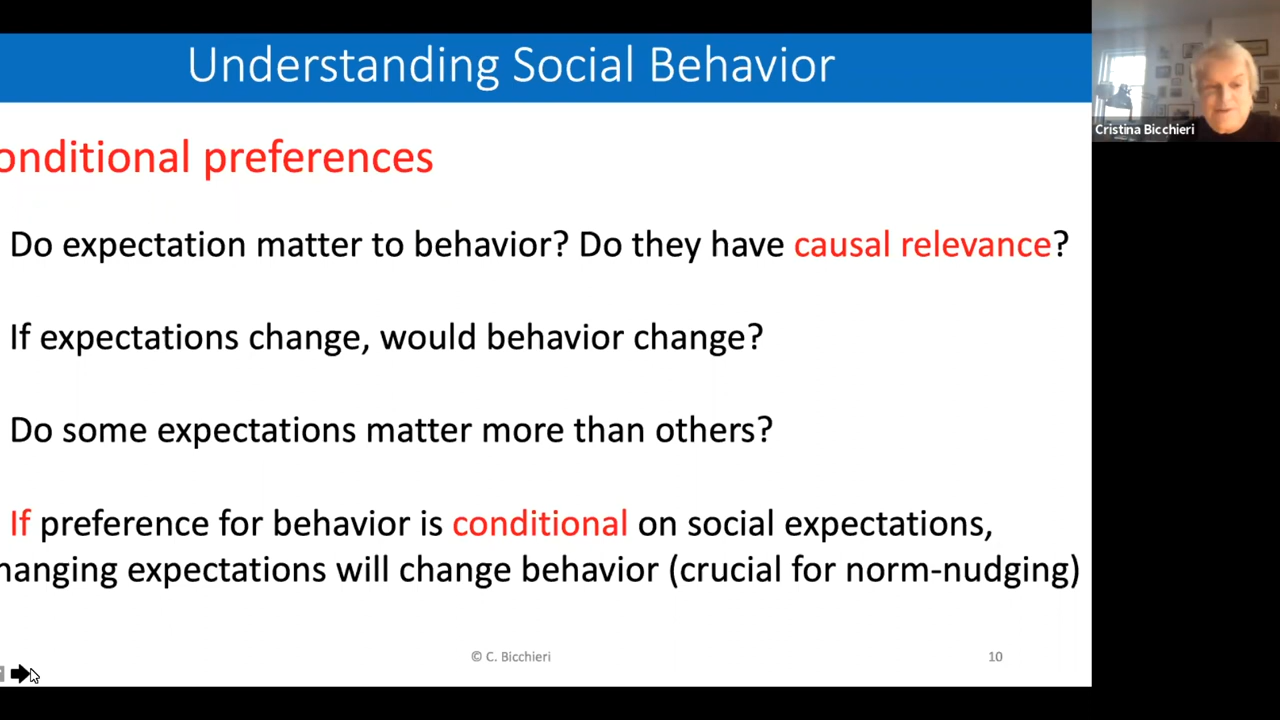 Understanding Social Behavior
Cristina Bicchieri
onditional preferences
Do expectation matter to behavior? Do they have causal relevance?
If expectations change, would behavior change?
Do some expectations matter more than others?
If preference for behavior is conditional on social expectations,
hanging expectations will change behavior (crucial for norm-nudging)
© C. Bicchieri
10